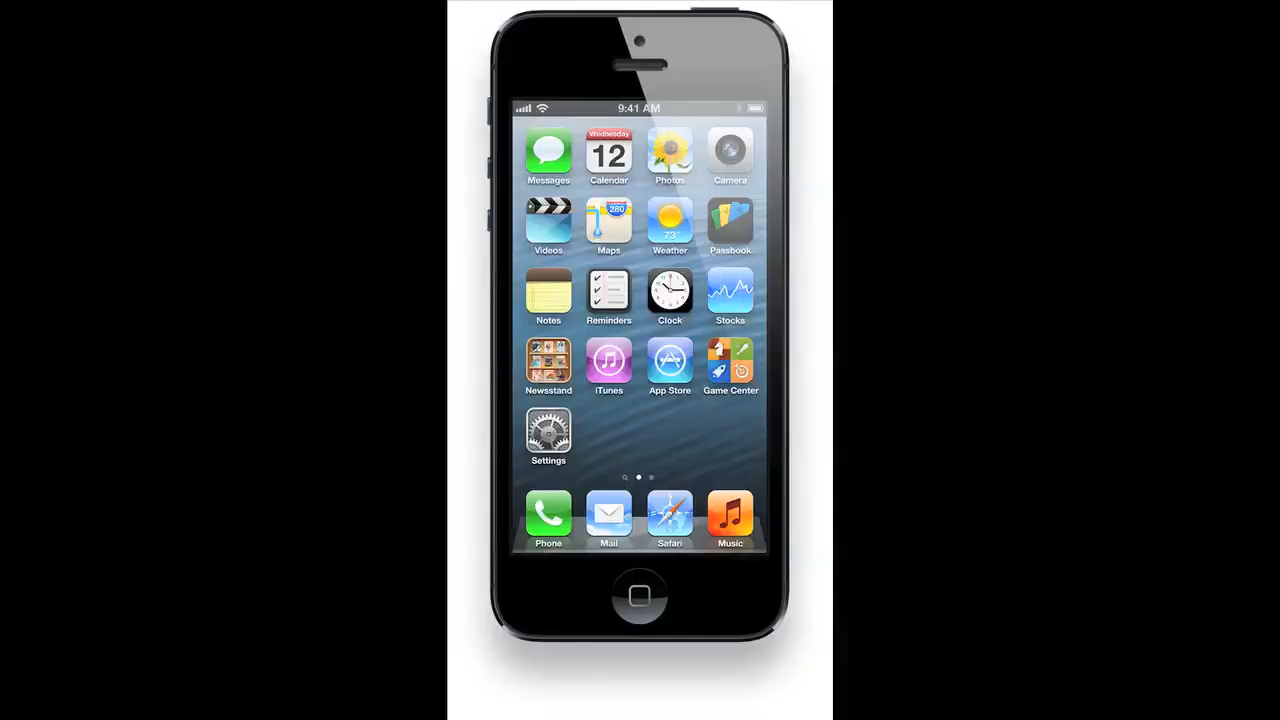 9:41 AM
Wednesday
12
Messages Calendar Photos Camera
280
73°
Videos Maps Weather Passbook
Notes Reminders Clock Stocks
Newsstand iTunes App Store Game Center
Settings
Phone Mail Safari Music